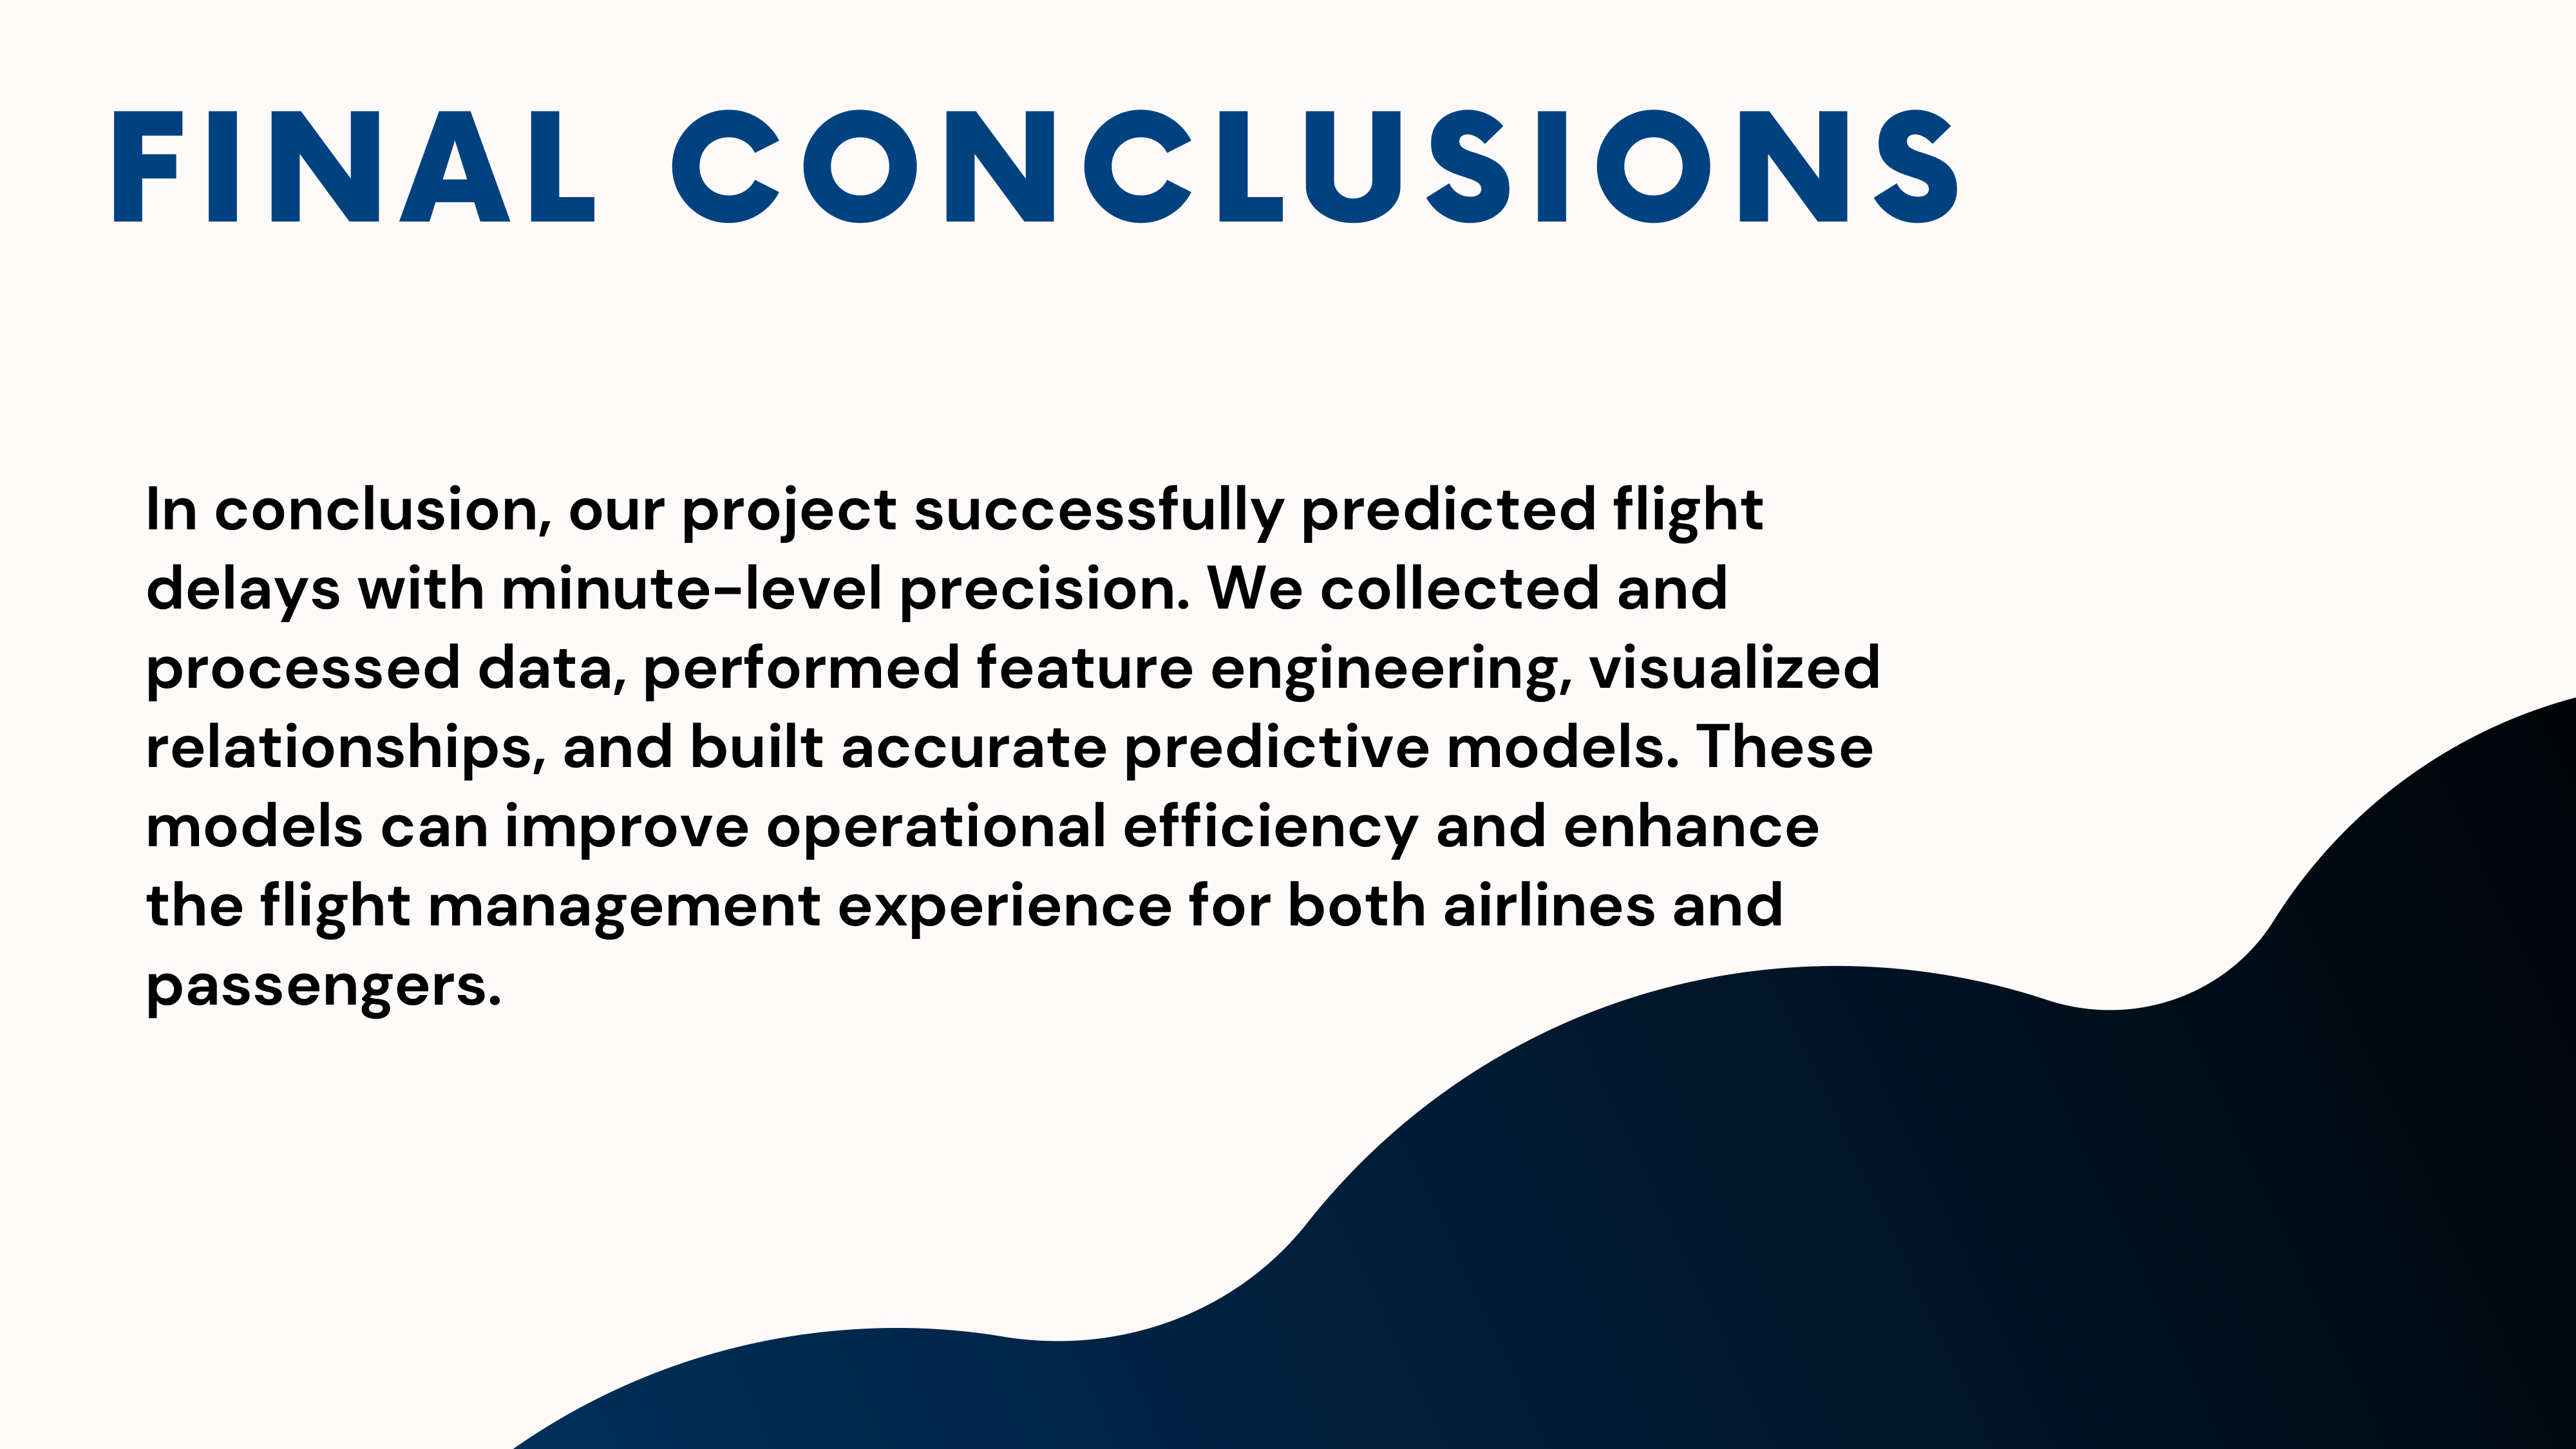 FINAL CONCLUSIONS
In conclusion, our project successfully predicted flight
delays with minute-level precision. We collected and
processed data, performed feature engineering, visualized
relationships, and built accurate predictive models. These
models can improve operational efficiency and enhance
the flight management experience for both airlines and
passengers.